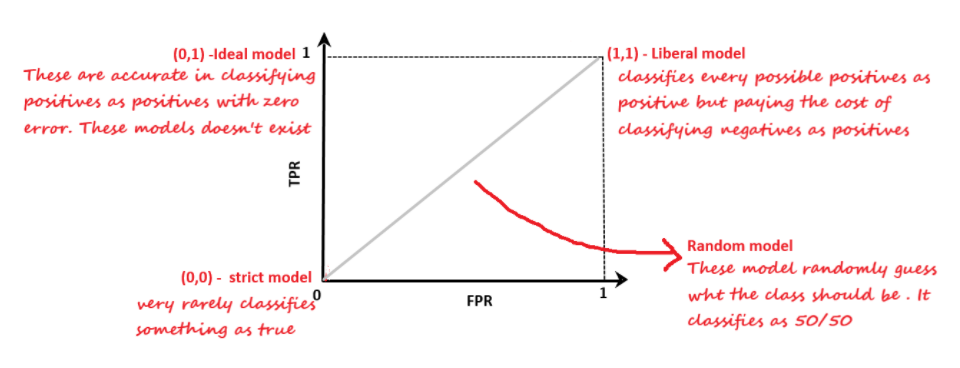 (0,1) -Ideal model
These are accurate in classifying
positives as positives with zero
error. These models doesn't exist
1
(1,1) - Liberal model
classifies every possible positives as
positive but paying the cost of
classifying negatives as positives
TPR
Random model
These model randomly guess
wht the class should be . It
classifies as 50/50
(0,0) - strict model
very rarely classifies
something as true
0
FPR
1